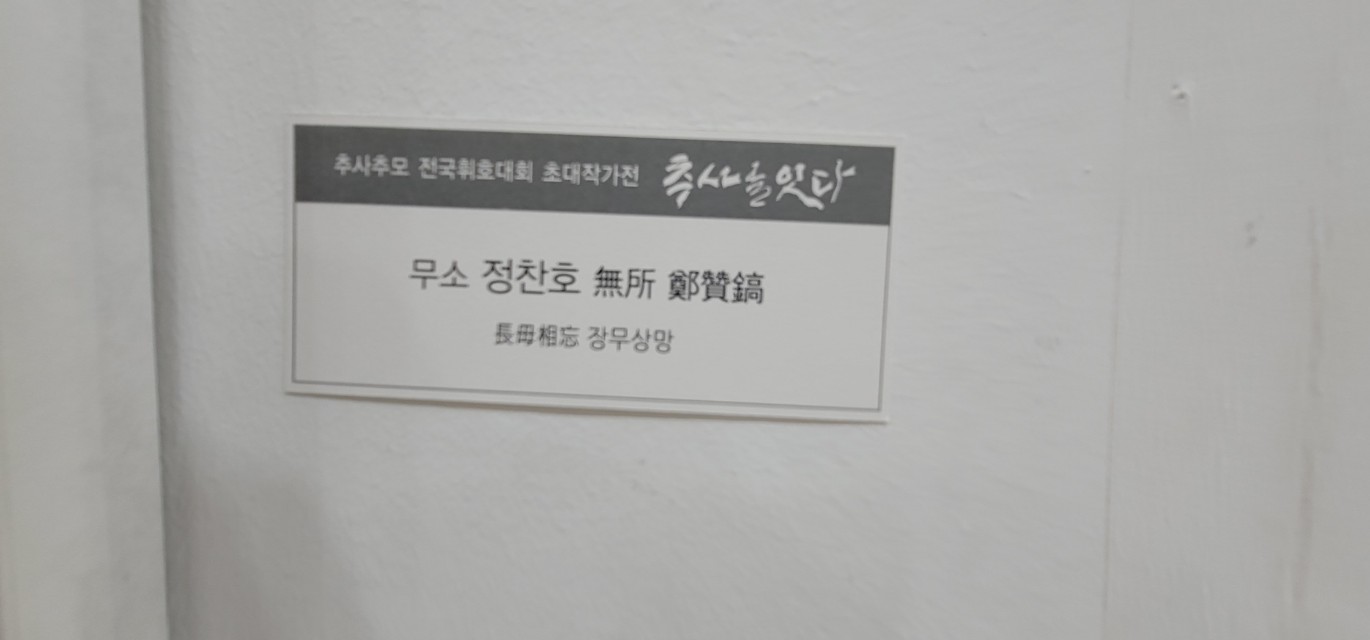 추사추모 전국휘호대회 초대작가전 추사를 잇다
무소 정찬호 無所 鄭贊鎬
長毋相忘 장무상망